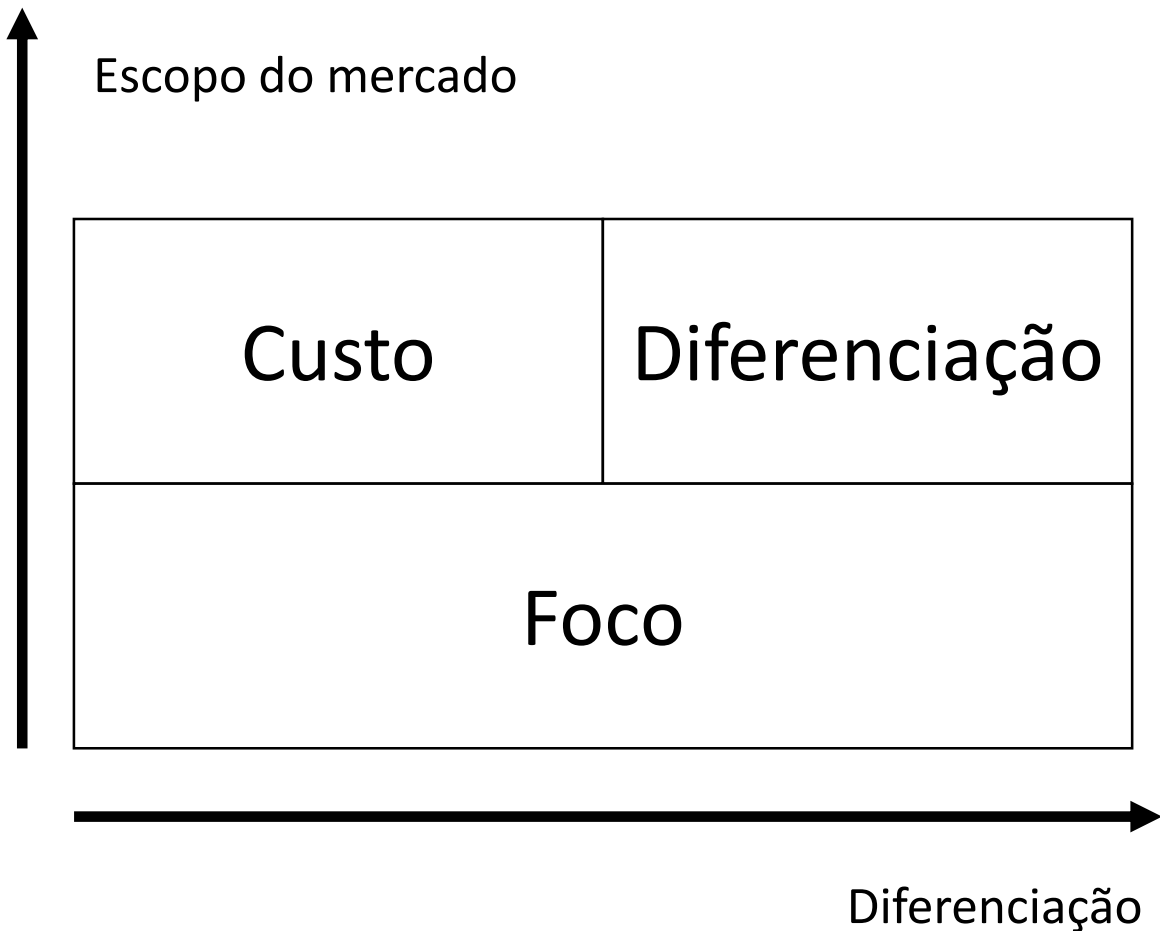 Escopo do mercado
Custo
Diferenciação
Foco
Diferenciação